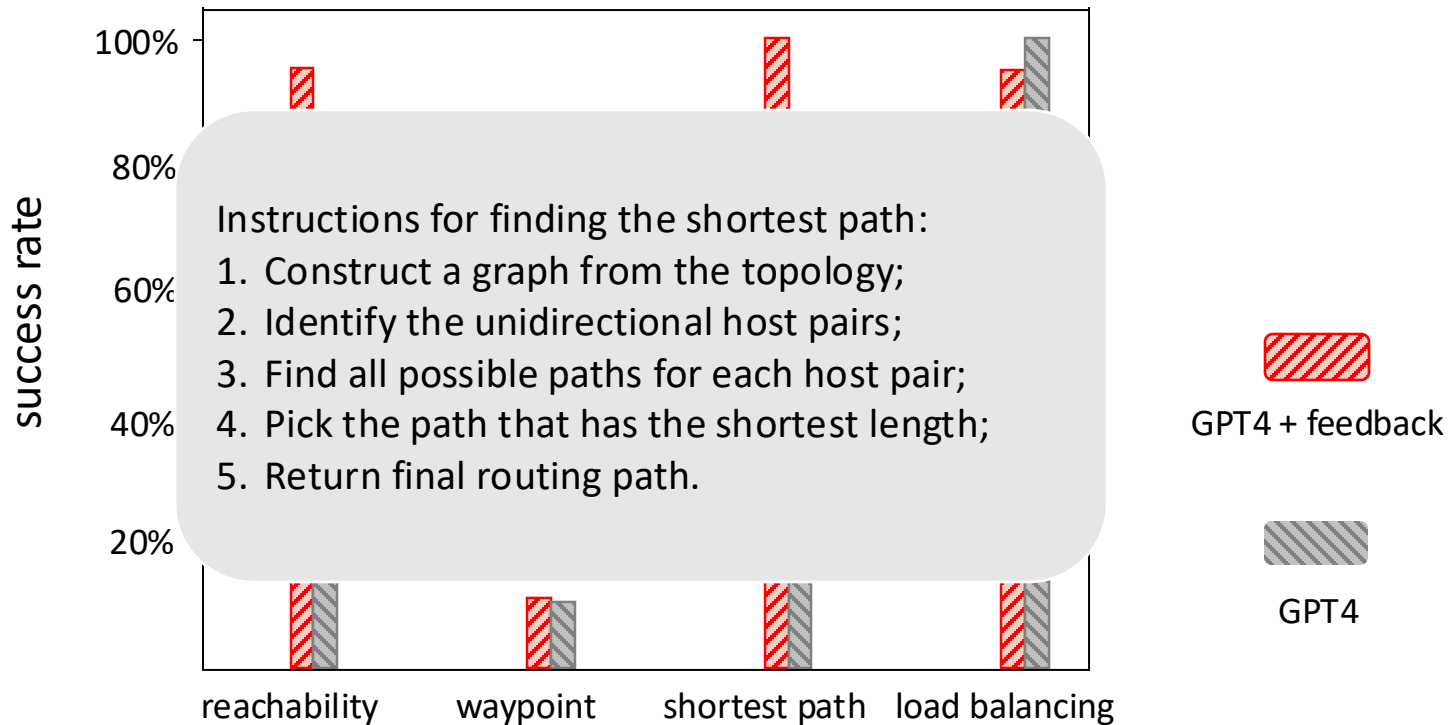 success rate
100%
80%
60%
40%
20%
Instructions for finding the shortest path:
1. Construct a graph from the topology;
2. Identify the unidirectional host pairs;
3. Find all possible paths for each host pair;
4. Pick the path that has the shortest length;
5. Return final routing path.
reachability
waypoint
shortest path
load balancing
GPT4 + feedback
GPT4